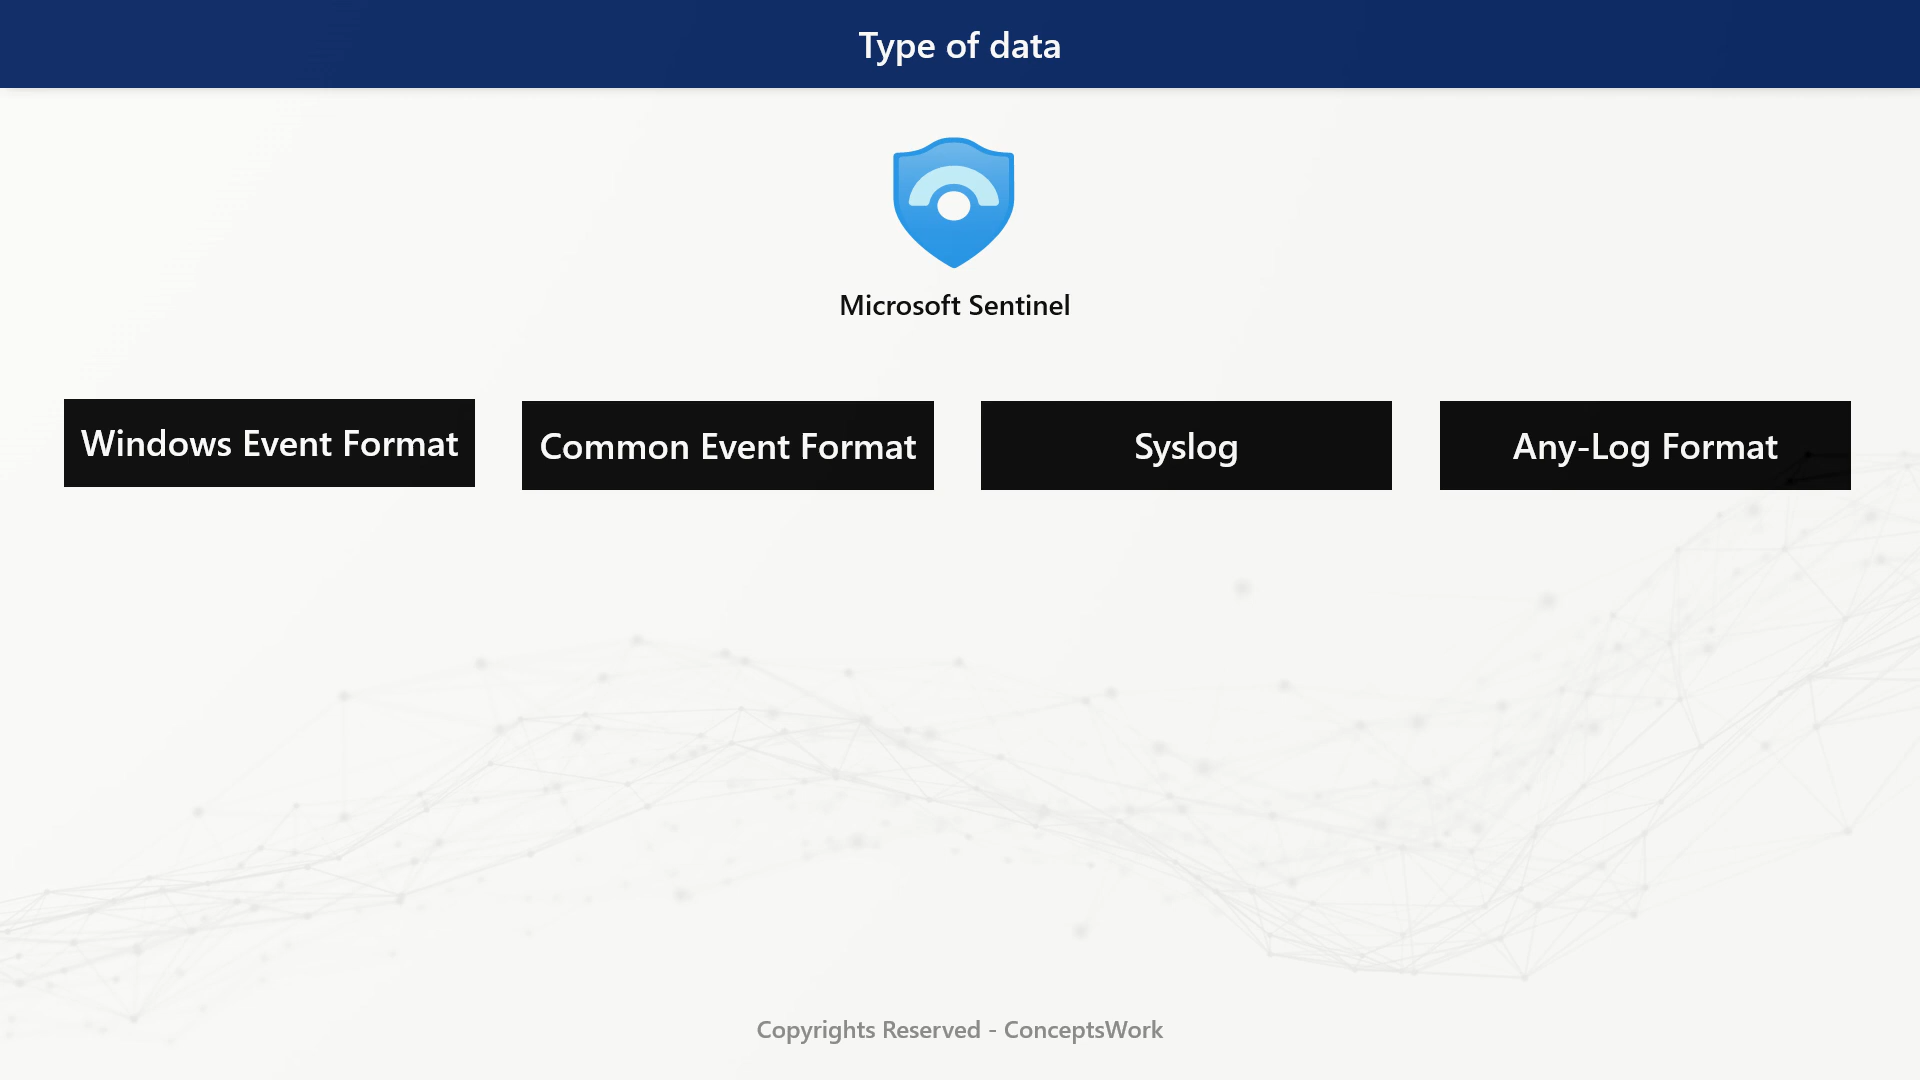 Type of data
Microsoft Sentinel
Windows Event Format
Common Event Format
Syslog
Any-Log Format
Copyrights Reserved - ConceptsWork